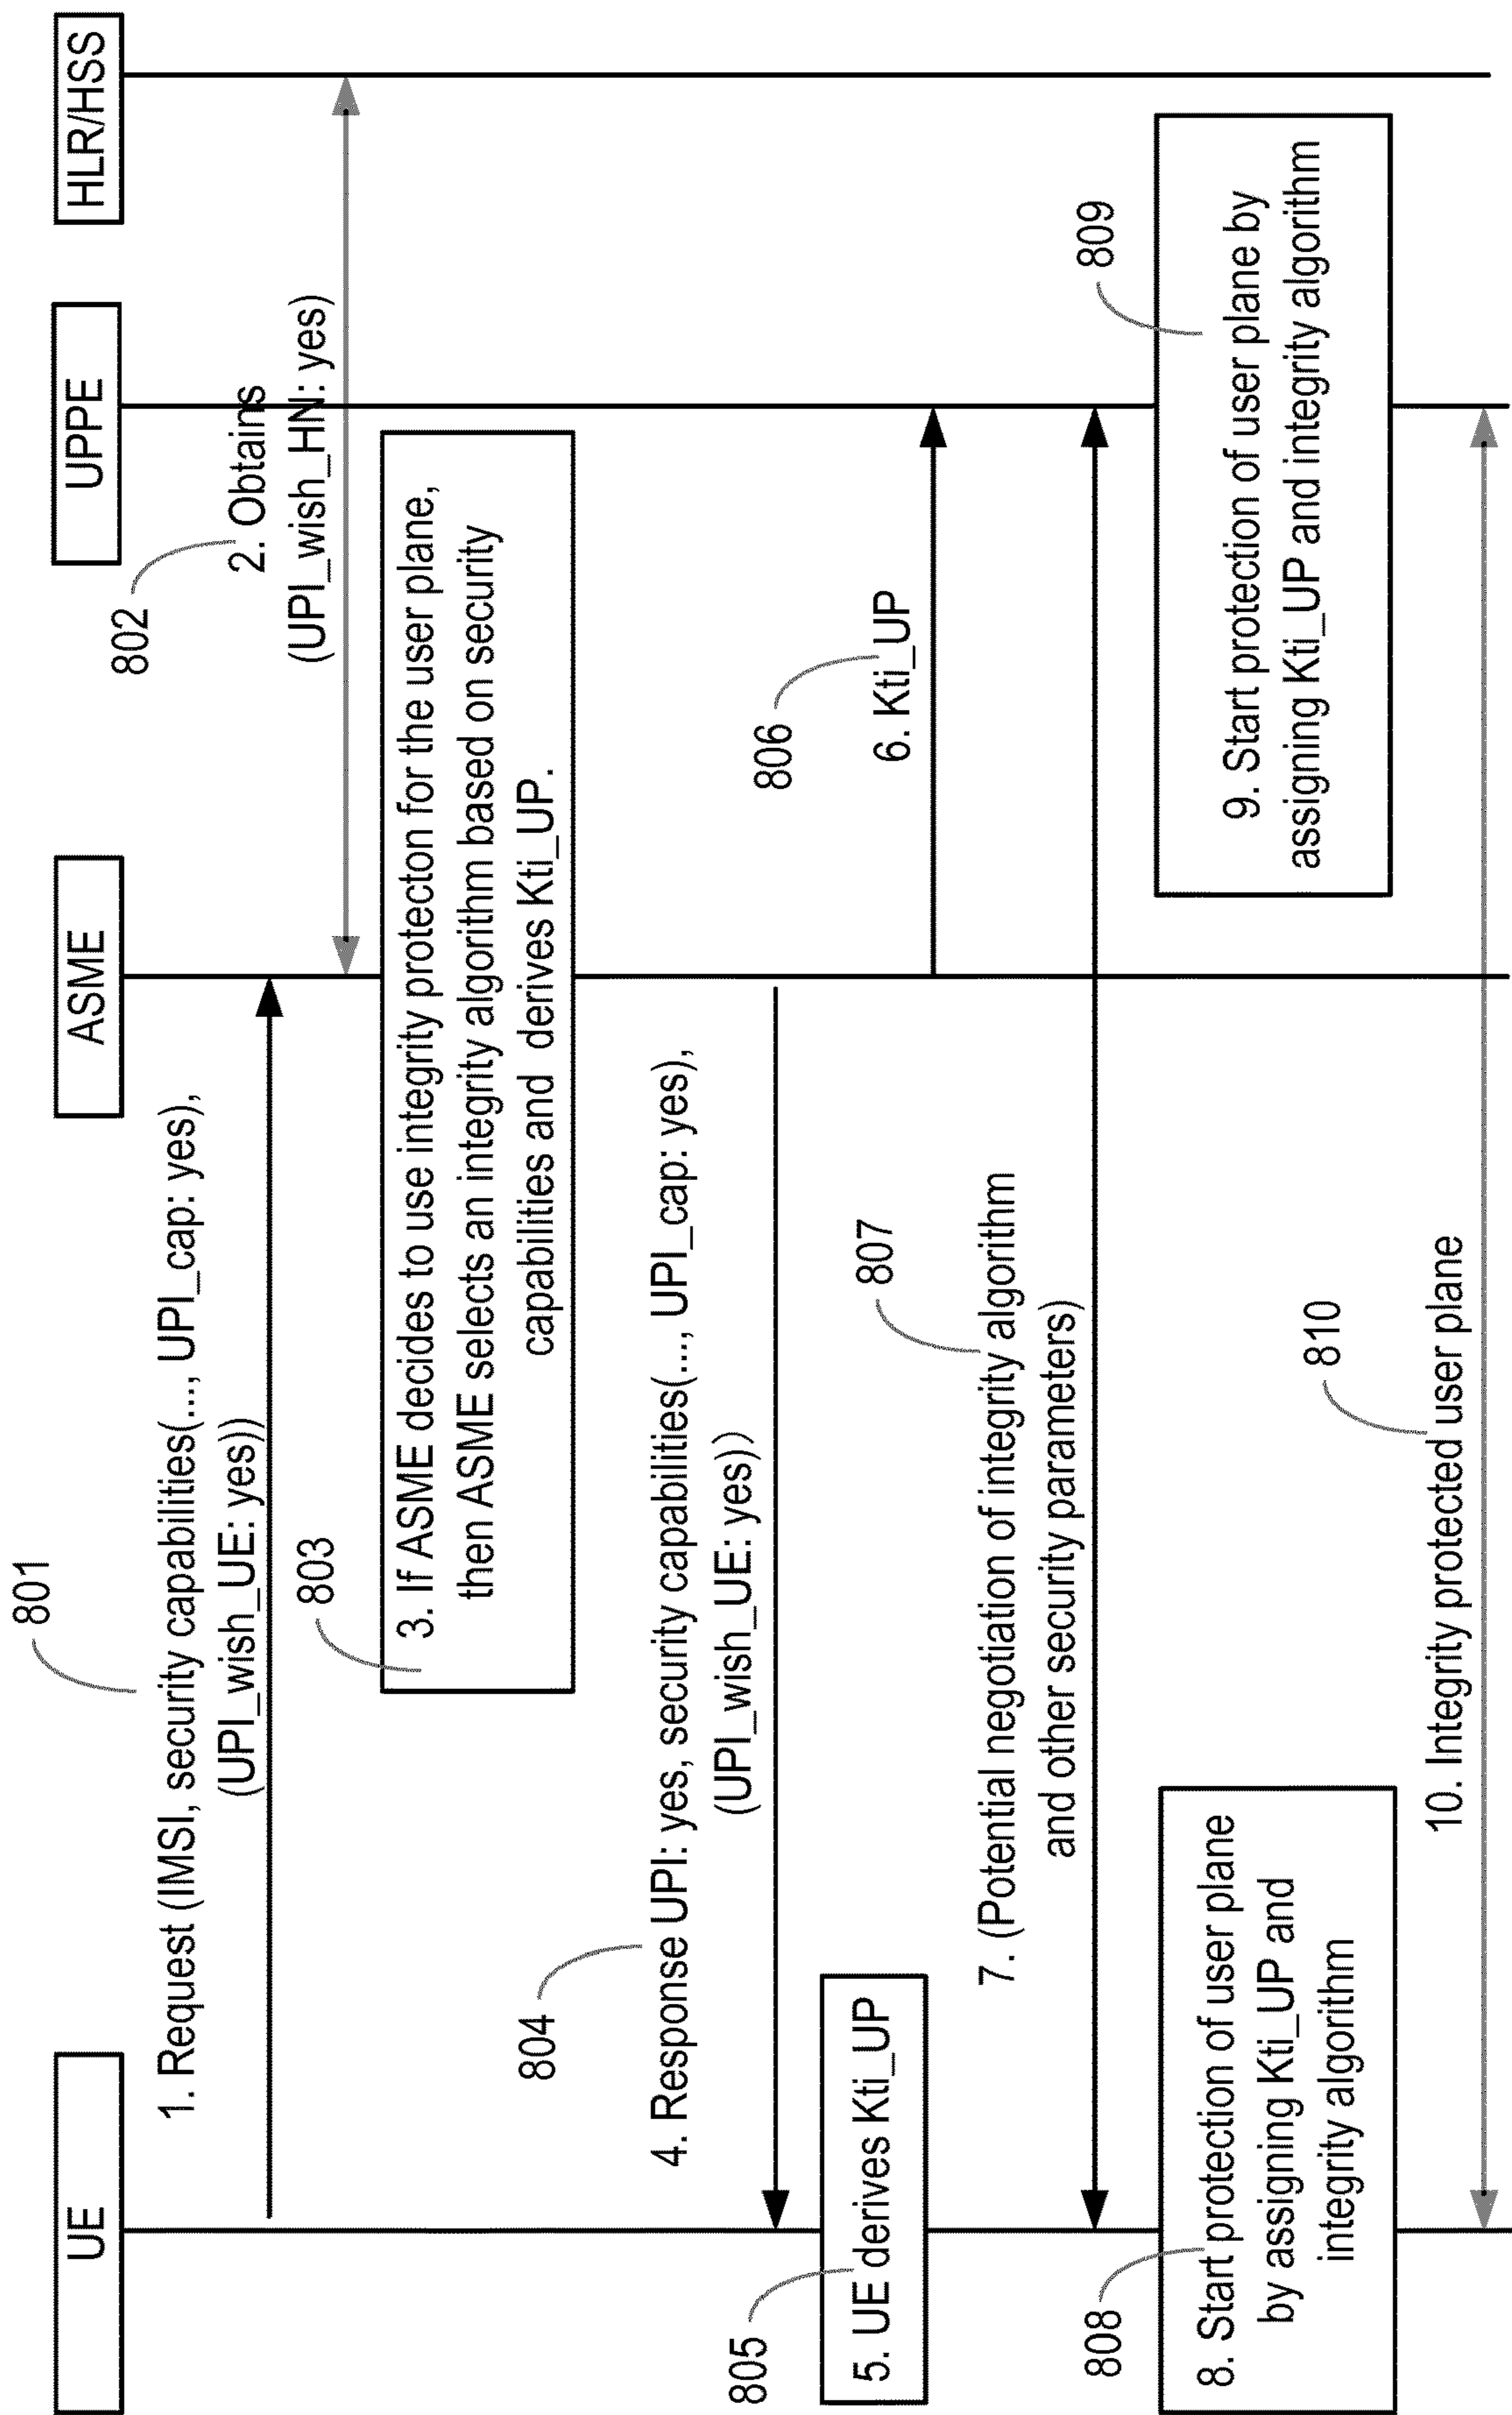 UE
ASME
UPPE
HLR/HSS
801
1. Request (IMSI, security capabilities(..., UPI_cap: yes),
(UPI_wish_UE: yes))
802
2. Obtains
(UPI_wish_HN: yes)
803
3. If ASME decides to use integrity protecton for the user plane,
then ASME selects an integrity algorithm based on security
capabilities and derives Kti_UP.
804
4. Response UPI: yes, security capabilities(..., UPI_cap: yes),
(UPI_wish_UE: yes))
805
5. UE derives Kti_UP
806
6. Kti_UP
807
7. (Potential negotiation of integrity algorithm
and other security parameters)
808
8. Start protection of user plane
by assigning Kti_UP and
integrity algorithm
809
9. Start protection of user plane by
assigning Kti_UP and integrity algorithm
810
10. Integrity protected user plane